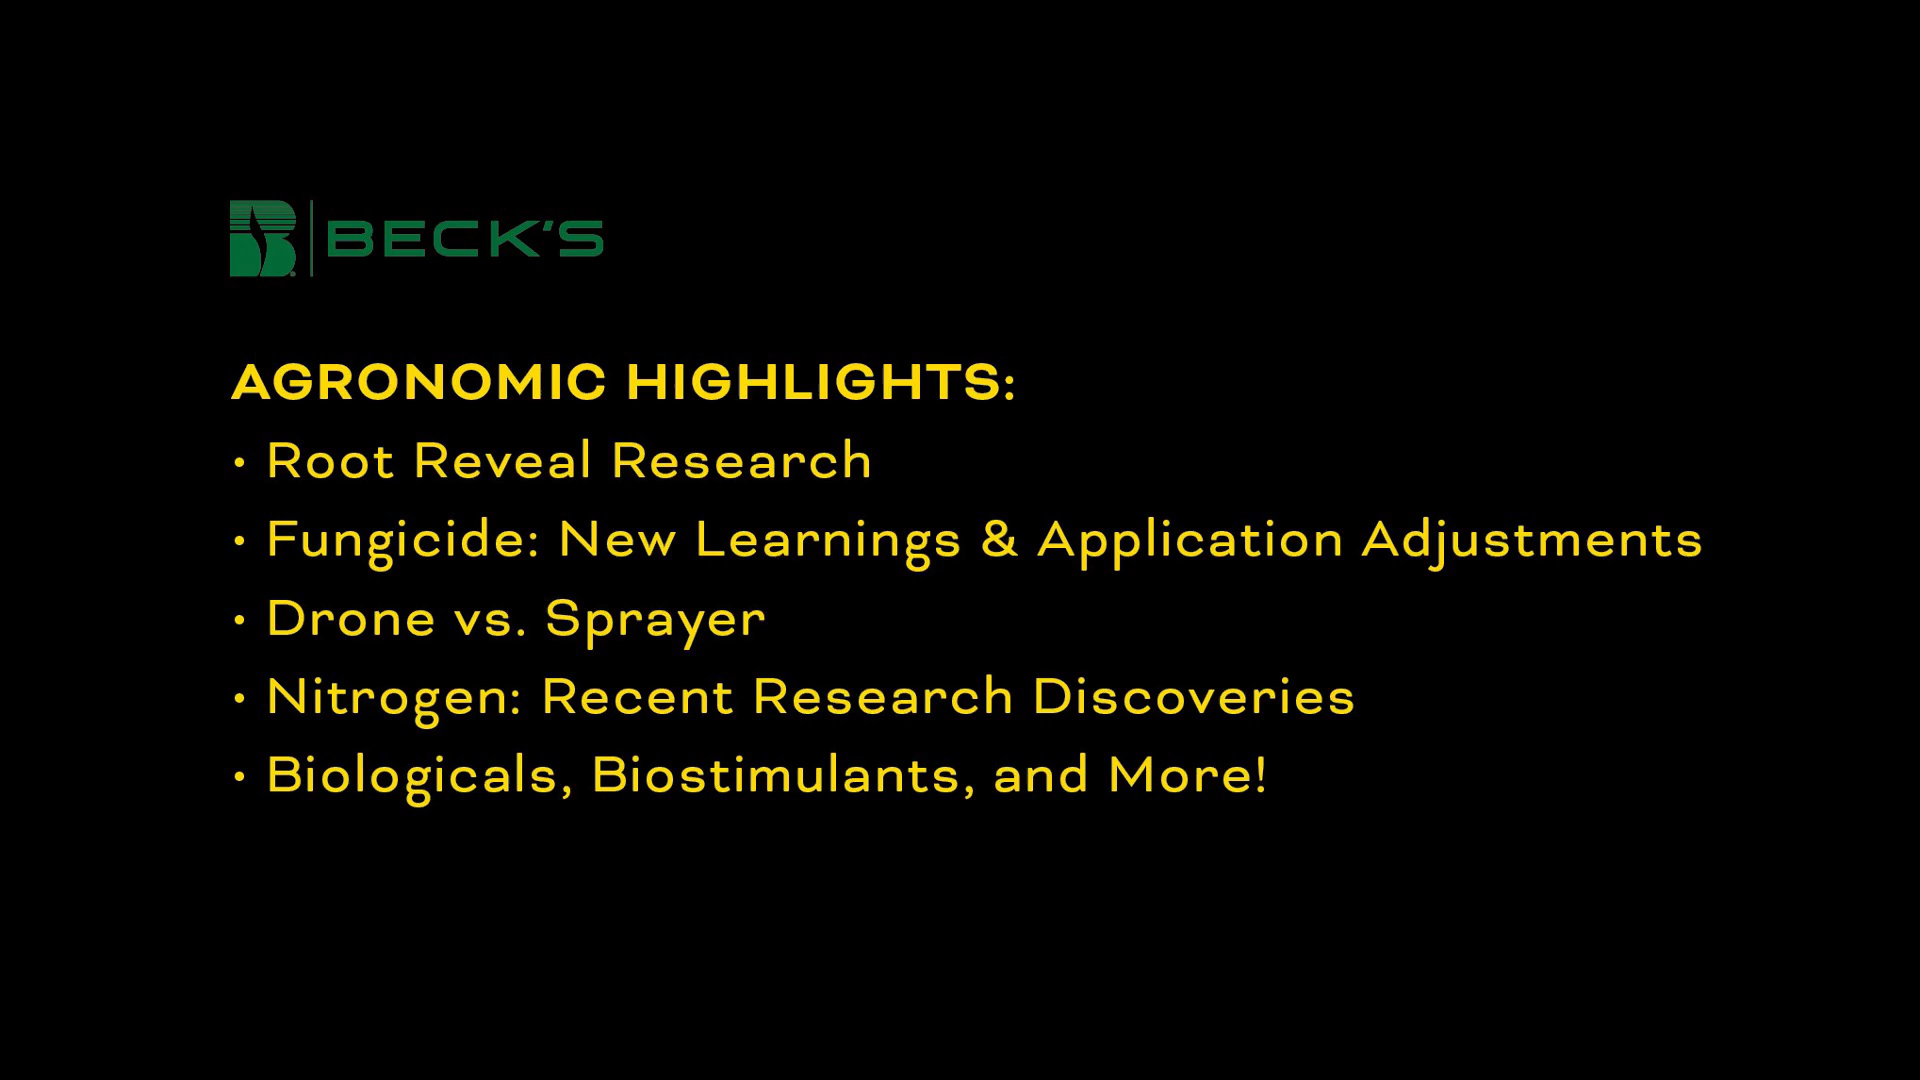 BECK'S
AGRONOMIC HIGHLIGHTS:
• Root Reveal Research
• Fungicide: New Learnings & Application Adjustments
• Drone vs. Sprayer
• Nitrogen: Recent Research Discoveries
• Biologicals, Biostimulants, and More!